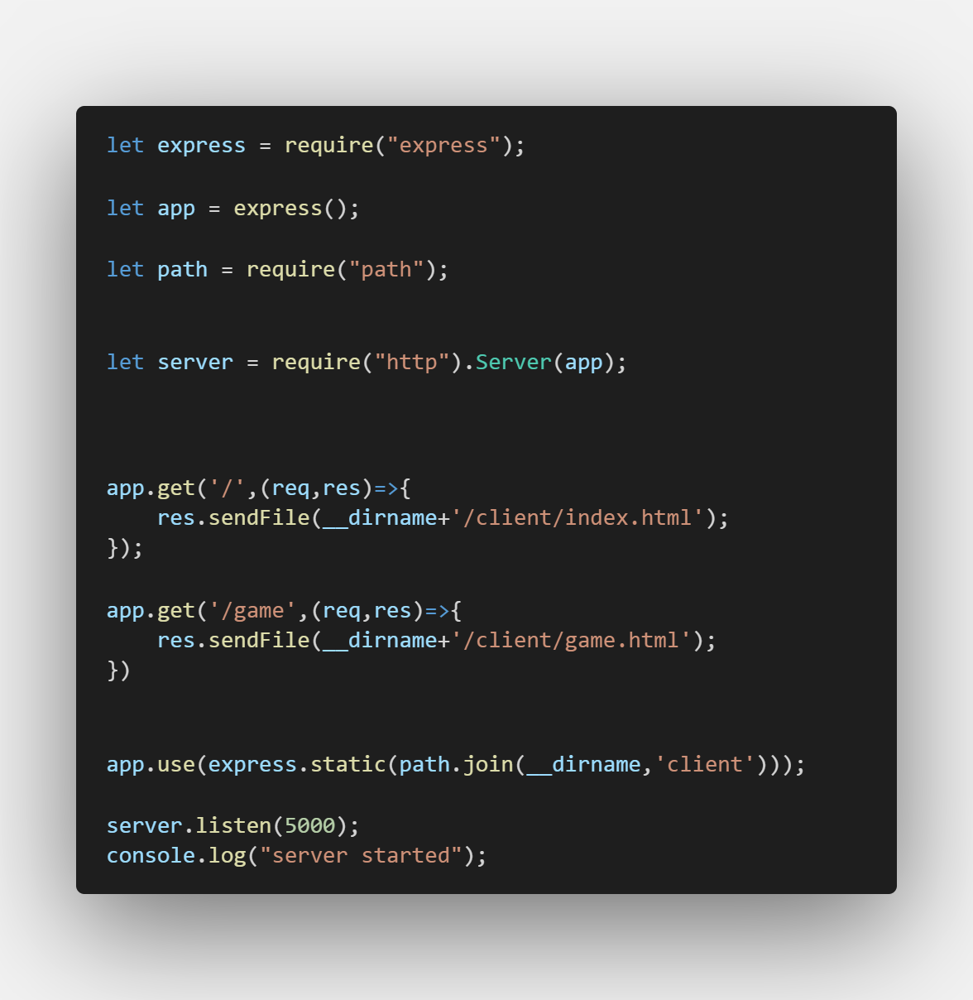 let express = require("express");
let app = express();
let path = require("path");
let server = require("http").Server(app);
app.get('/',(req,res)=>{
    res.sendFile(__dirname+'/client/index.html');
});
app.get('/game',(req,res)=>{
    res.sendFile(__dirname+'/client/game.html');
})
app.use(express.static(path.join(__dirname,'client')));
server.listen(5000);
console.log("server started");